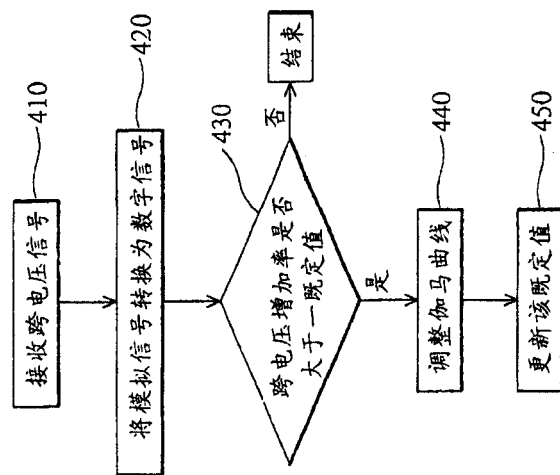 接收跨电压信号
410
将模拟信号转换为数字信号
420
跨电压增加率是否
大于一既定值
430
否
结束
是
调整伽马曲线
440
更新该既定值
450